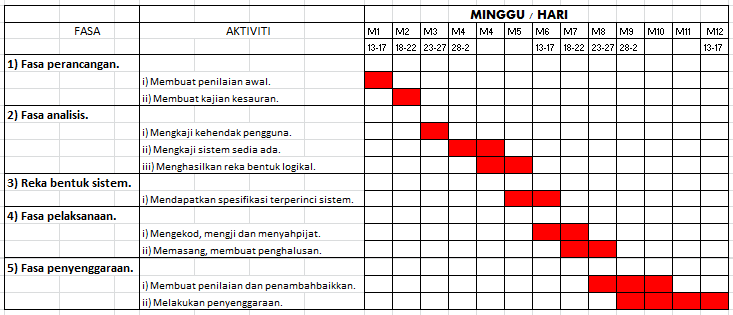 MINGGU / HARI
FASA AKTIVITI M1 M2 M3 M4 M4 M5 M6 M7 M8 M9 M10 M11 M12
13-17 18-22 23-27 28-2 13-17 18-22 23-27 28-2 13-17
1) Fasa perancangan.
i) Membuat penilaian awal.
ii) Membuat kajian kesauran.
2) Fasa analisis.
i) Mengkaji kehendak pengguna.
ii) Mengkaji sistem sedia ada.
iii) Menghasilkan reka bentuk logikal.
3) Reka bentuk sistem.
i) Mendapatkan spesifikasi terperinci sistem.
4) Fasa pelaksanaan.
i) Mengekod, mengji dan menyahpijat.
ii) Memasang, membuat penghalusan.
5) Fasa penyenggaraan.
i) Membuat penilaian dan penambahbaikkan.
ii) Melakukan penyenggaraan.